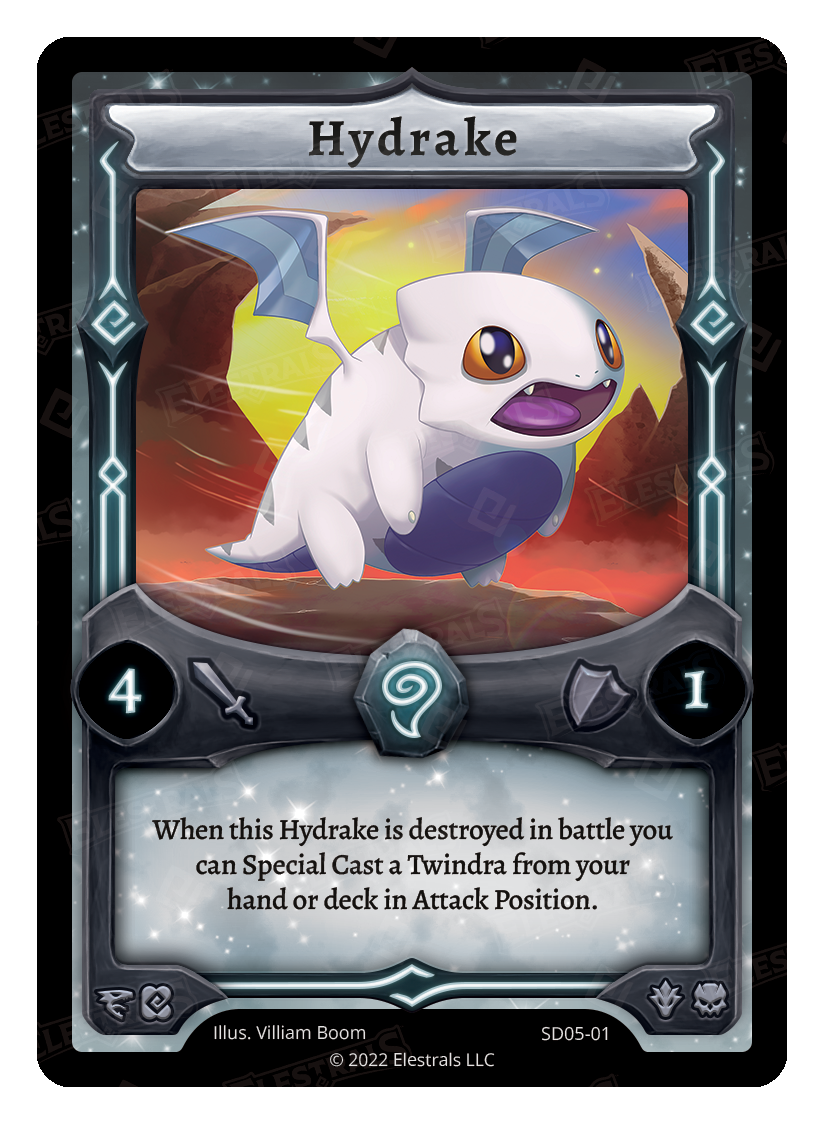 Hydrake
4
1
When this Hydrake is destroyed in battle you
can Special Cast a Twindra from your
hand or deck in Attack Position.
Illus. Villiam Boom
SD05-01
© 2022 Elestrals LLC
ELESTRALS